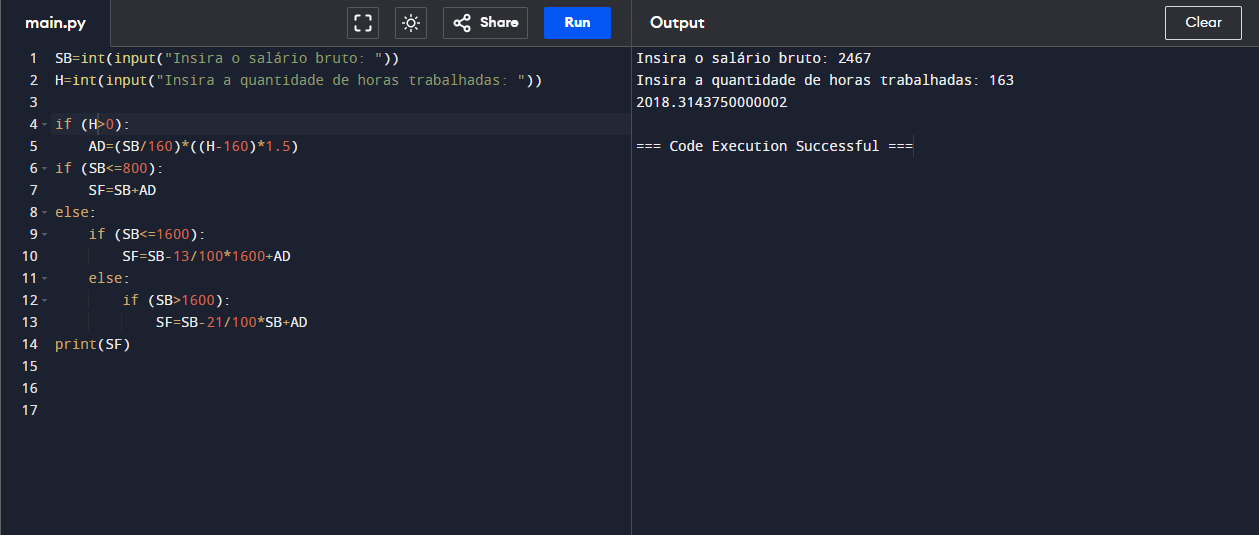 main.py
Share
Run
Output
Clear
1 SB=int(input("Insira o salário bruto: "))
2 H=int(input("Insira a quantidade de horas trabalhadas: "))
3
4 if (H>0):
5     AD=(SB/160)*((H-160)*1.5)
6 if (SB<=800):
7     SF=SB+AD
8 else:
9     if (SB<=1600):
10         SF=SB-13/100*1600+AD
11     else:
12         if (SB>1600):
13             SF=SB-21/100*SB+AD
14 print(SF)
15
16
17
Insira o salário bruto: 2467
Insira a quantidade de horas trabalhadas: 163
2018.3143750000002
=== Code Execution Successful ===